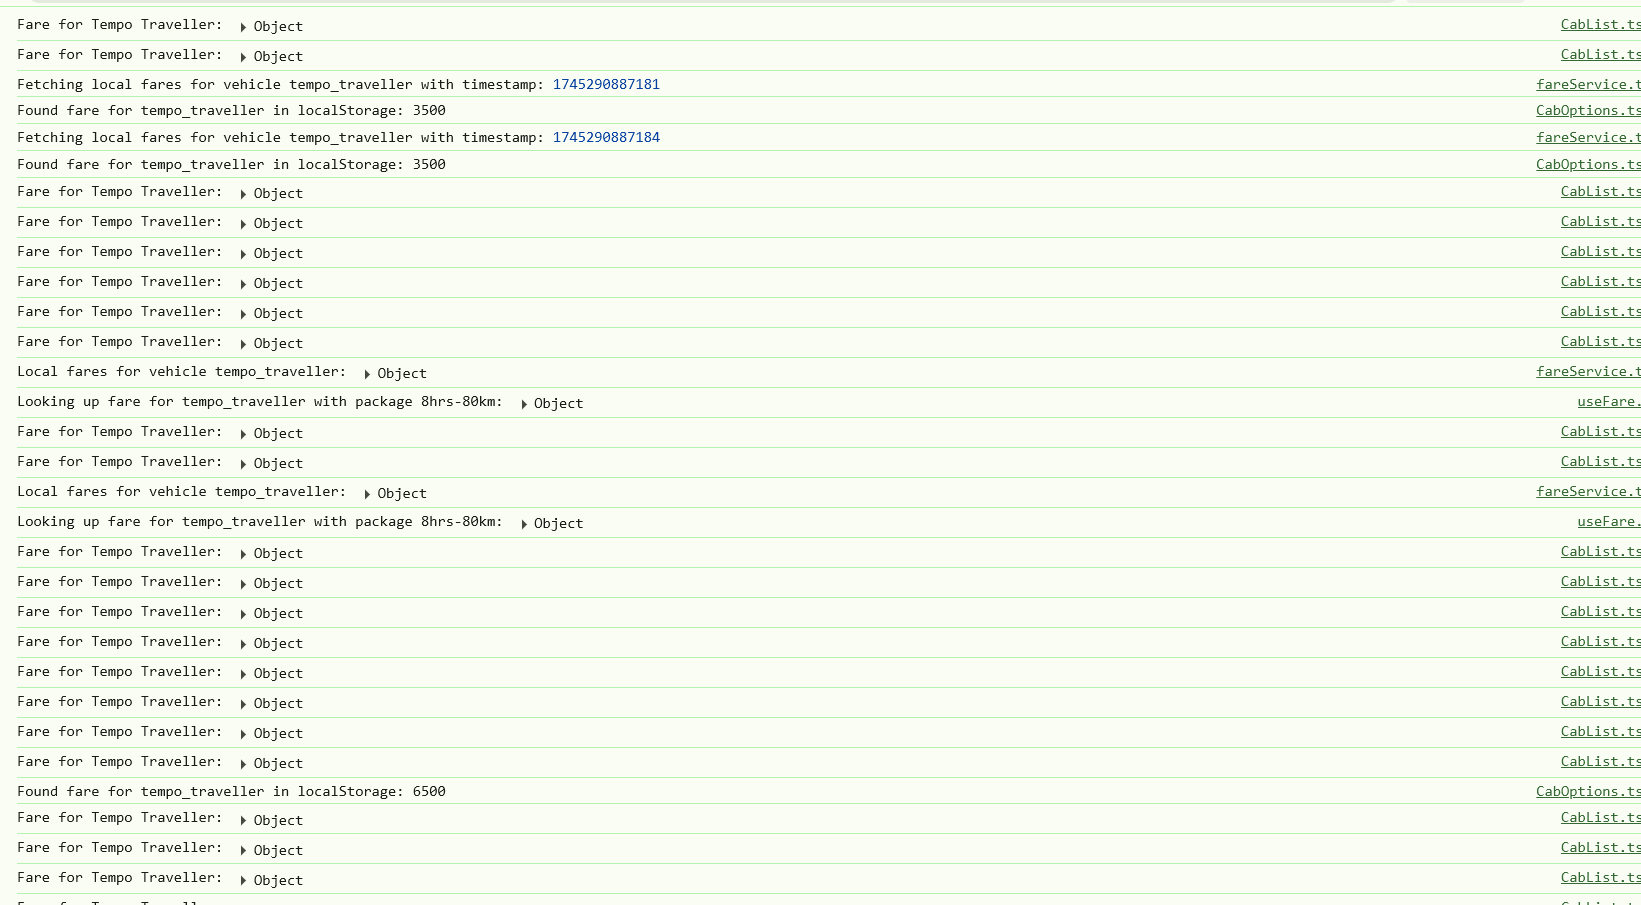 Fare for Tempo Traveller: Object CabList.ts
Fare for Tempo Traveller: Object CabList.ts
Fetching local fares for vehicle tempo_traveller with timestamp: 1745290887181 fareService.t
Found fare for tempo_traveller in localStorage: 3500 CabOptions.ts
Fetching local fares for vehicle tempo_traveller with timestamp: 1745290887184 fareService.t
Found fare for tempo_traveller in localStorage: 3500 CabOptions.ts
Fare for Tempo Traveller: Object CabList.ts
Fare for Tempo Traveller: Object CabList.ts
Fare for Tempo Traveller: Object CabList.ts
Fare for Tempo Traveller: Object CabList.ts
Fare for Tempo Traveller: Object CabList.ts
Fare for Tempo Traveller: Object CabList.ts
Local fares for vehicle tempo_traveller: Object fareService.t
Looking up fare for tempo_traveller with package 8hrs-80km: Object useFare.
Fare for Tempo Traveller: Object CabList.ts
Fare for Tempo Traveller: Object CabList.ts
Local fares for vehicle tempo_traveller: Object fareService.t
Looking up fare for tempo_traveller with package 8hrs-80km: Object useFare.
Fare for Tempo Traveller: Object CabList.ts
Fare for Tempo Traveller: Object CabList.ts
Fare for Tempo Traveller: Object CabList.ts
Fare for Tempo Traveller: Object CabList.ts
Fare for Tempo Traveller: Object CabList.ts
Fare for Tempo Traveller: Object CabList.ts
Fare for Tempo Traveller: Object CabList.ts
Fare for Tempo Traveller: Object CabList.ts
Found fare for tempo_traveller in localStorage: 6500 CabOptions.ts
Fare for Tempo Traveller: Object CabList.ts
Fare for Tempo Traveller: Object CabList.ts
Fare for Tempo Traveller: Object CabList.ts